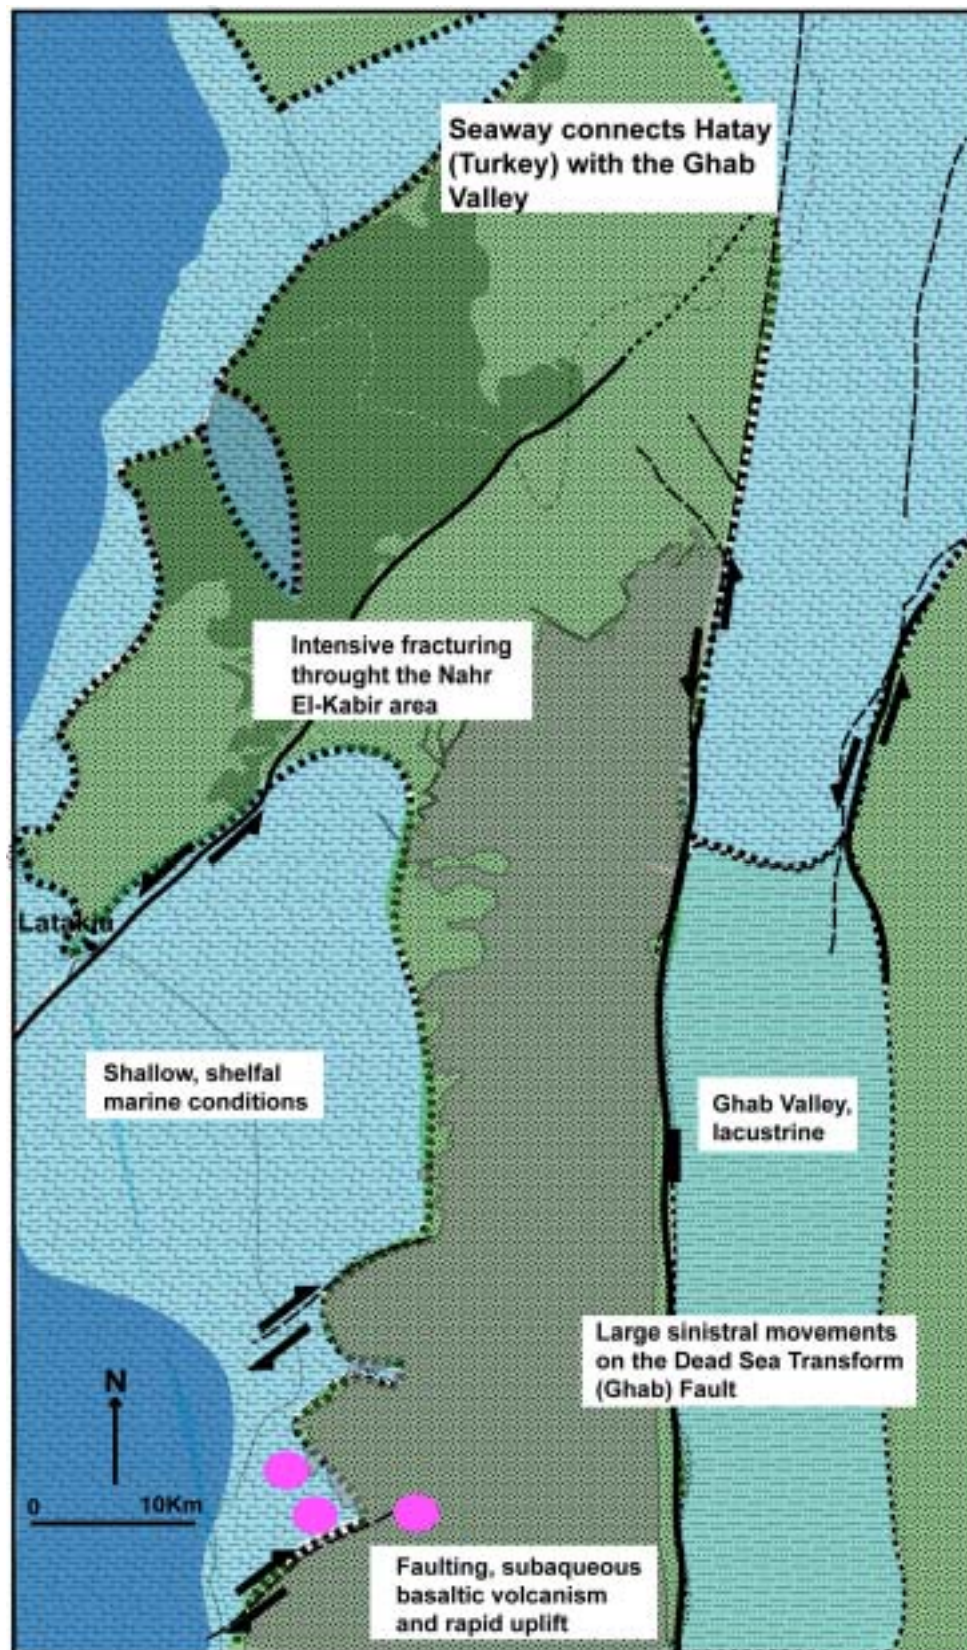 Seaway connects Hatay
(Turkey) with the Ghab
Valley
Intensive fracturing
throught the Nahr
El-Kabir area
Latakia
Shallow, shelfal
marine conditions
Ghab Valley,
lacustrine
Large sinistral movements
on the Dead Sea Transform
(Ghab) Fault
N
0 10Km
Faulting, subaqueous
basaltic volcanism
and rapid uplift